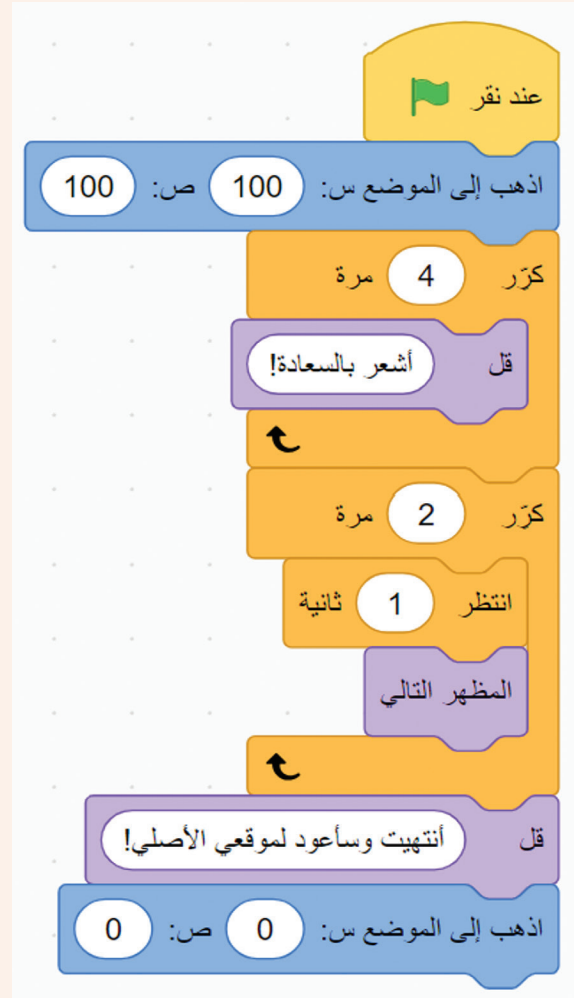 عند نقر
اذهب إلى الموضع س: 100 ص: 100
كرّر 4 مرة
قل أشعر بالسعادة!
كرّر 2 مرة
انتظر 1 ثانية
المظهر التالي
قل أنتهيت وسأعود لموقعي الأصلي!
اذهب إلى الموضع س: 0 ص: 0